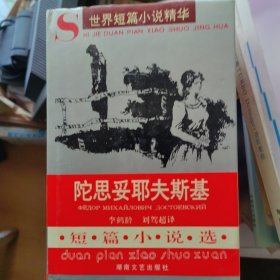 S
世界短篇小说精华
SHI JIE DUAN PIAN XIAO SHUO JING HUA
陀思妥耶夫斯基
ФЁДОР МИХАЙЛОВИЧ ДОСТОЕВСКИЙ
李鹤龄 刘驾超译
·短·篇·小·说·选·
duan pian xiao shuo xuan
湖南文艺出版社